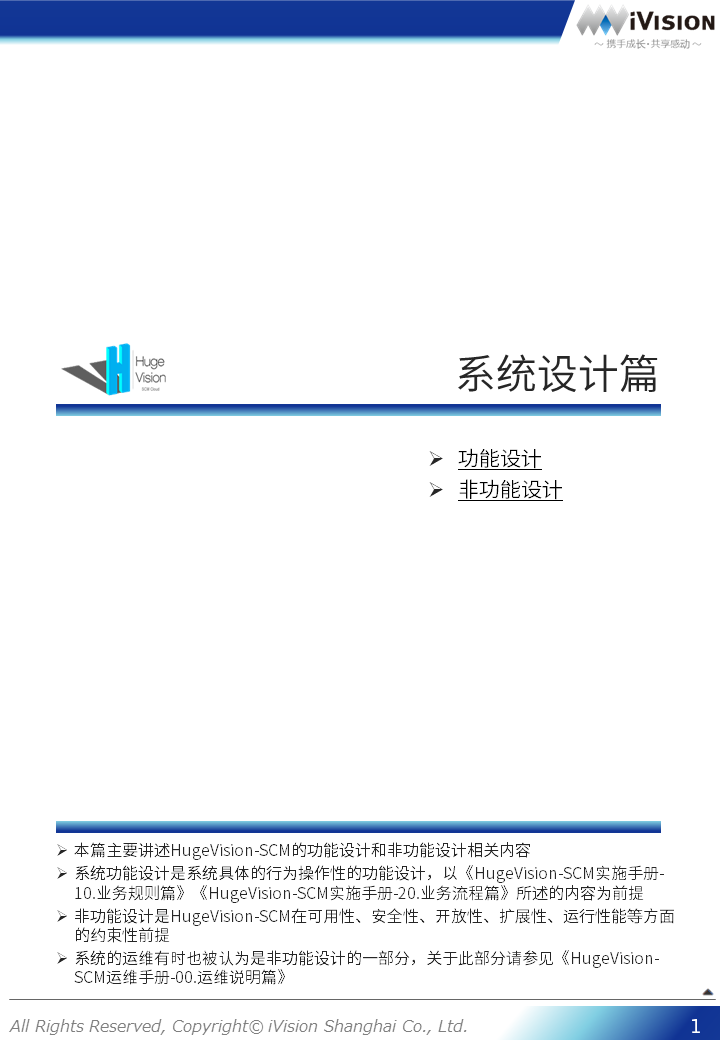 iVISION
～ 携手成长·共享感动 ～
Huge
Vision
SCM Cloud
系统设计篇
➢ 功能设计
➢ 非功能设计
➢ 本篇主要讲述HugeVision-SCM的功能设计和非功能设计相关内容
➢ 系统功能设计是系统具体的行为操作性的功能设计，以《HugeVision-SCM实施手册-
10.业务规则篇》《HugeVision-SCM实施手册-20.业务流程篇》所述的内容为前提
➢ 非功能设计是HugeVision-SCM在可用性、安全性、开放性、扩展性、运行性能等方面
的约束性前提
➢ 系统的运维有时也被认为是非功能设计的一部分，关于此部分请参见《HugeVision-
SCM运维手册-00.运维说明篇》
All Rights Reserved, Copyright© iVision Shanghai Co., Ltd.
1